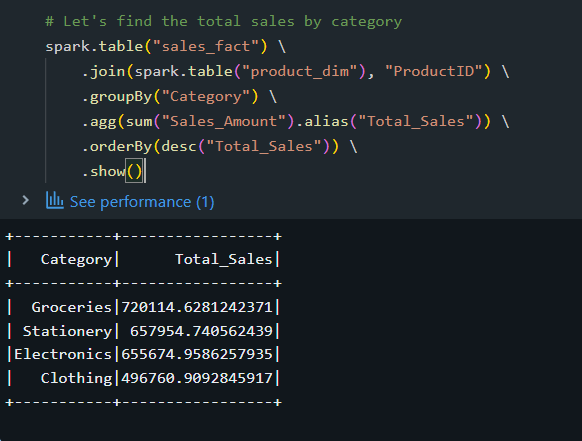 # Let's find the total sales by category
spark.table("sales_fact") \
    .join(spark.table("product_dim"), "ProductID") \
    .groupBy("Category") \
    .agg(sum("Sales_Amount").alias("Total_Sales")) \
    .orderBy(desc("Total_Sales")) \
    .show()
See performance (1)
+-----------+-----------------+
|   Category|      Total_Sales|
+-----------+-----------------+
|  Groceries|720114.6281242371|
| Stationery| 657954.740562439|
|Electronics|655674.9586257935|
|   Clothing|496760.9092845917|
+-----------+-----------------+